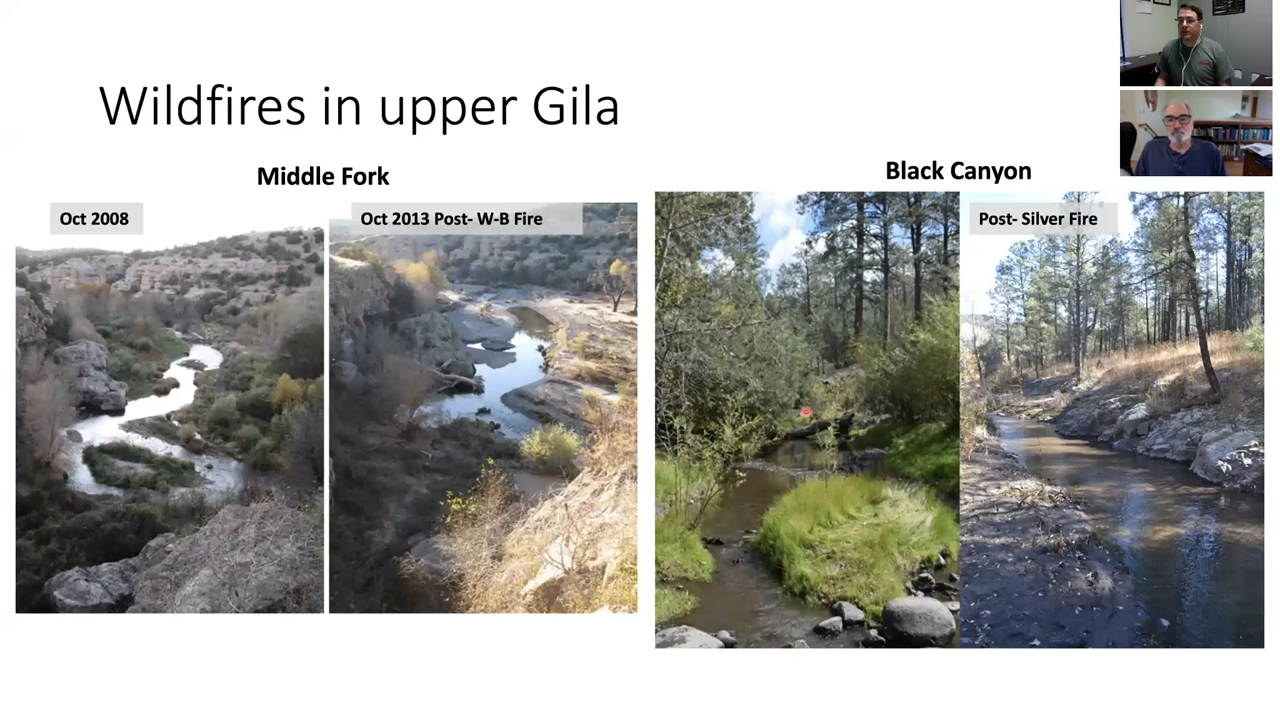 Wildfires in upper Gila
Middle Fork
Black Canyon
Oct 2008
Oct 2013 Post- W-B Fire
Post- Silver Fire